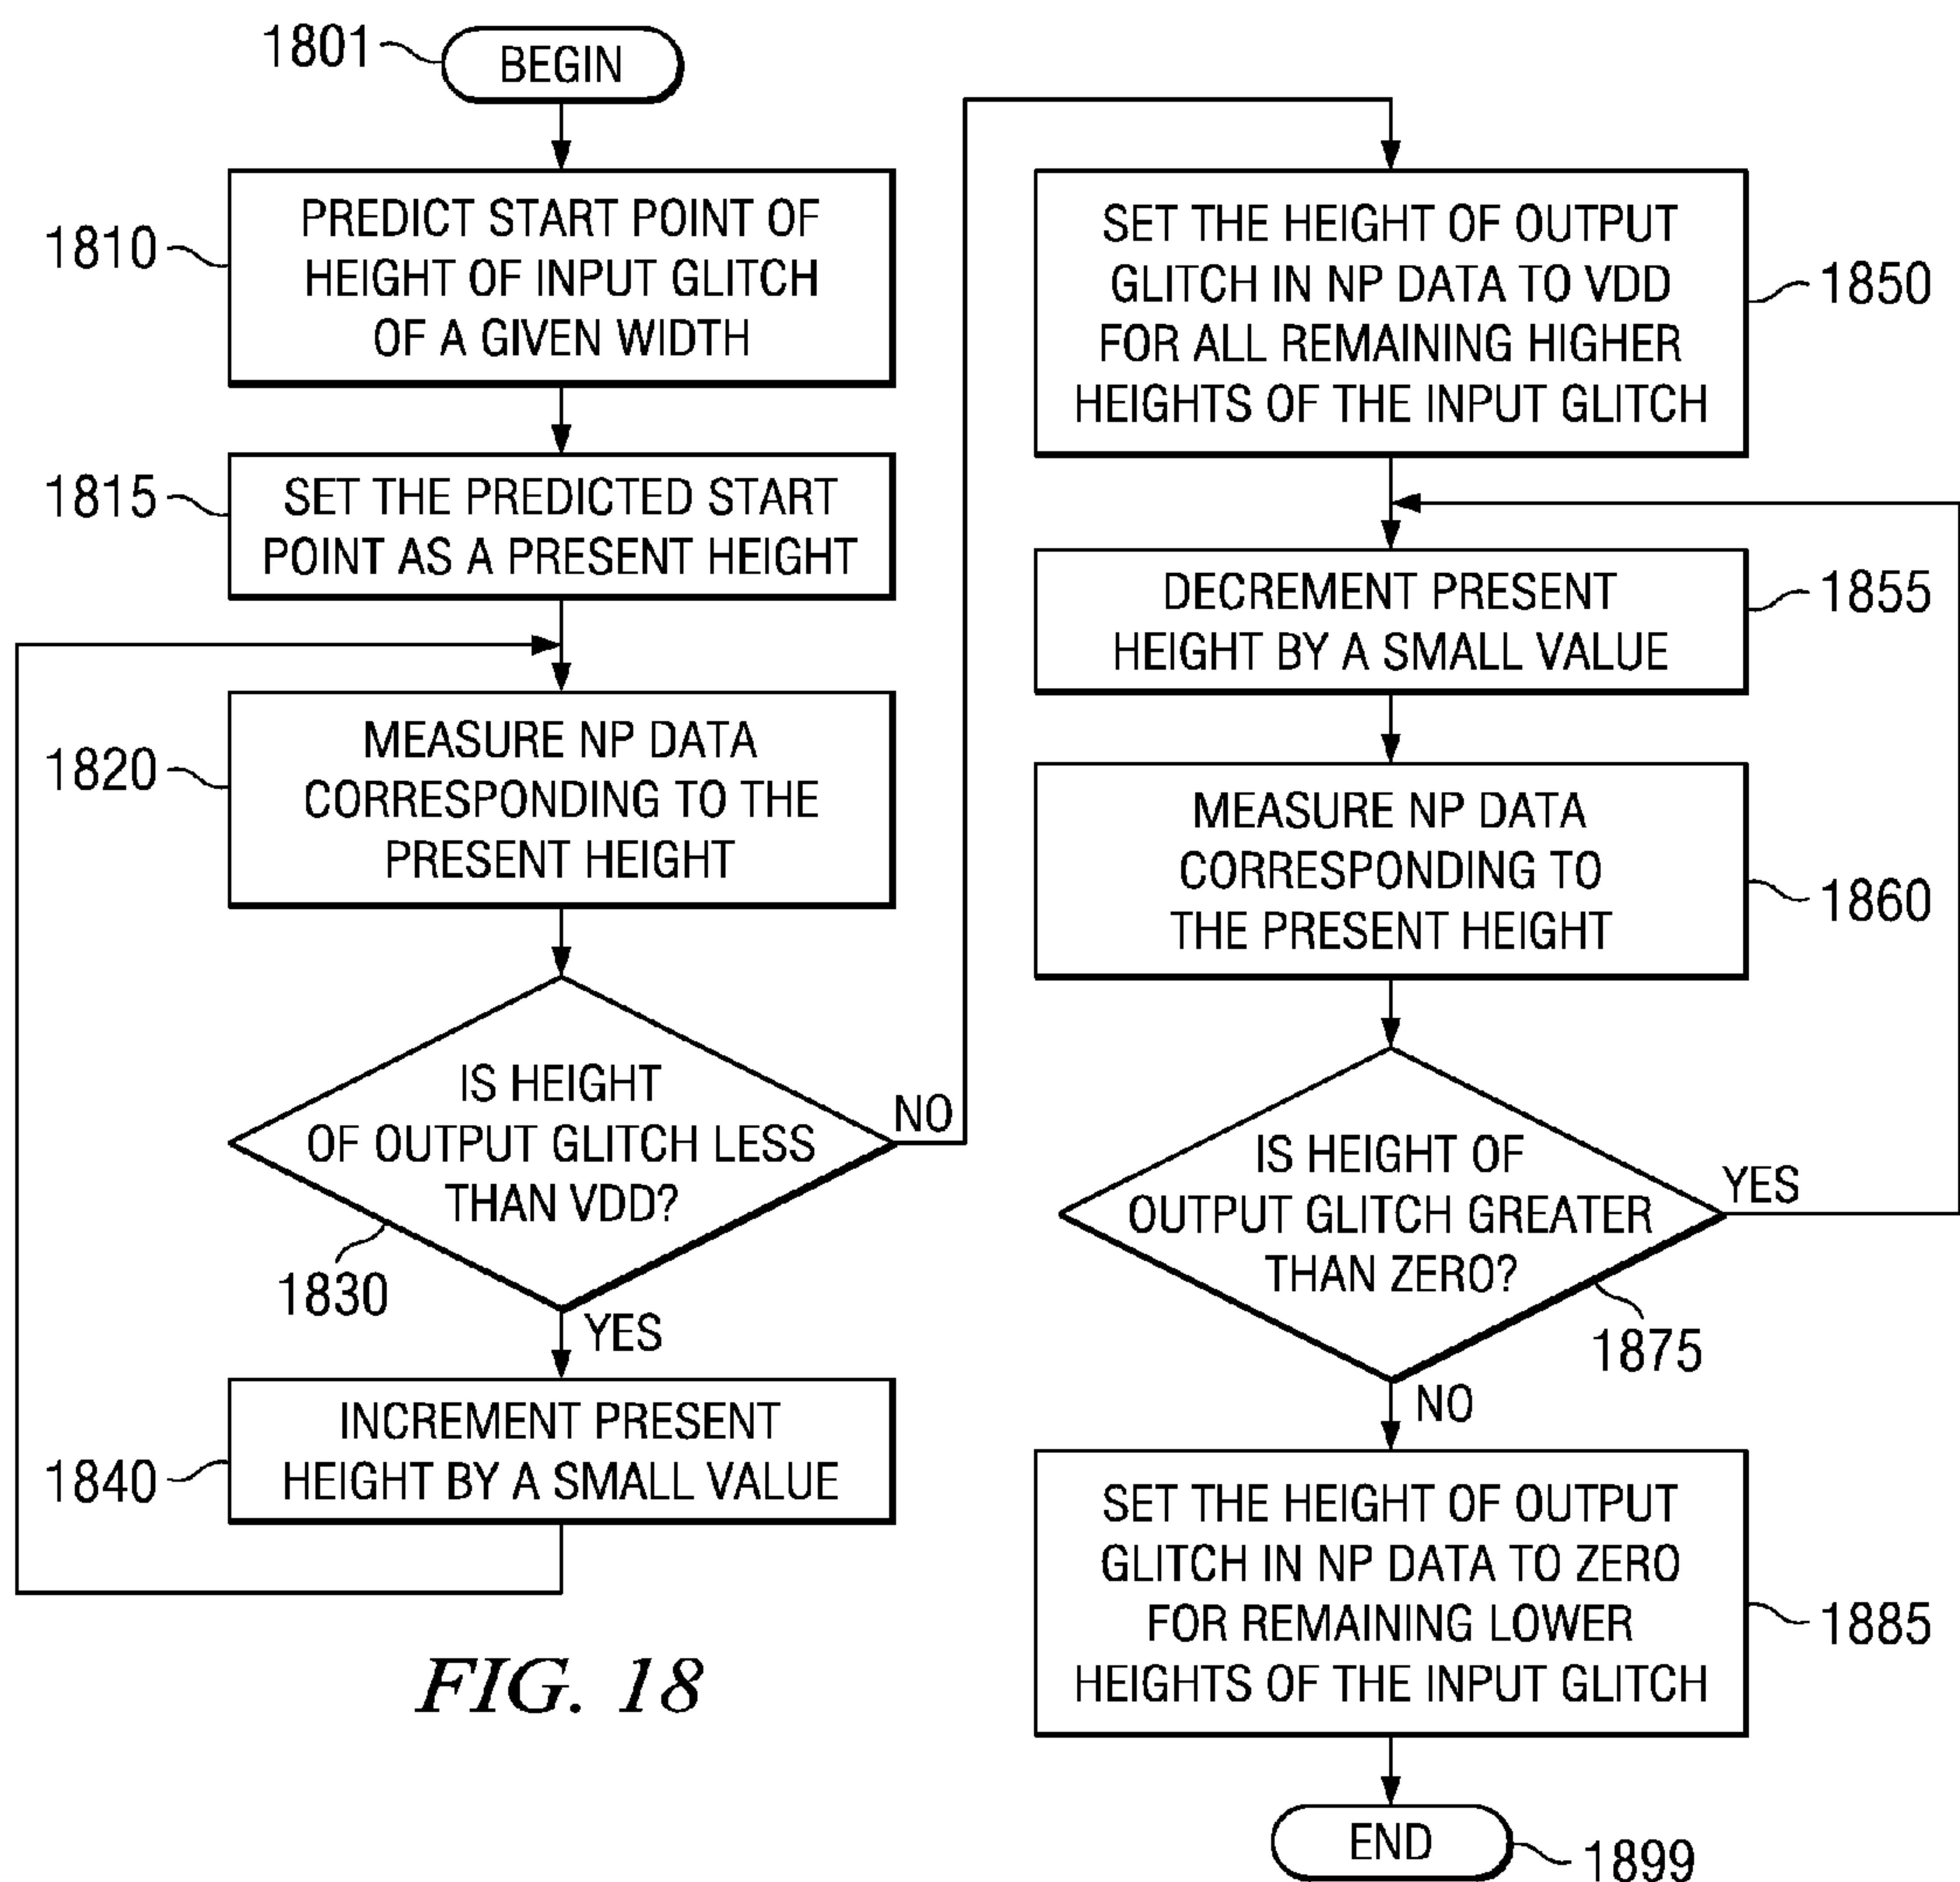 1801
BEGIN
1810
PREDICT START POINT OF
HEIGHT OF INPUT GLITCH
OF A GIVEN WIDTH
1815
SET THE PREDICTED START
POINT AS A PRESENT HEIGHT
1820
MEASURE NP DATA
CORRESPONDING TO THE
PRESENT HEIGHT
IS HEIGHT
OF OUTPUT GLITCH LESS
THAN VDD?
NO
1830
YES
1840
INCREMENT PRESENT
HEIGHT BY A SMALL VALUE
SET THE HEIGHT OF OUTPUT
GLITCH IN NP DATA TO VDD
FOR ALL REMAINING HIGHER
HEIGHTS OF THE INPUT GLITCH
1850
DECREMENT PRESENT
HEIGHT BY A SMALL VALUE
1855
MEASURE NP DATA
CORRESPONDING TO
THE PRESENT HEIGHT
1860
IS HEIGHT OF
OUTPUT GLITCH GREATER
THAN ZERO?
YES
1875
NO
SET THE HEIGHT OF OUTPUT
GLITCH IN NP DATA TO ZERO
FOR REMAINING LOWER
HEIGHTS OF THE INPUT GLITCH
1885
END
1899
FIG. 18